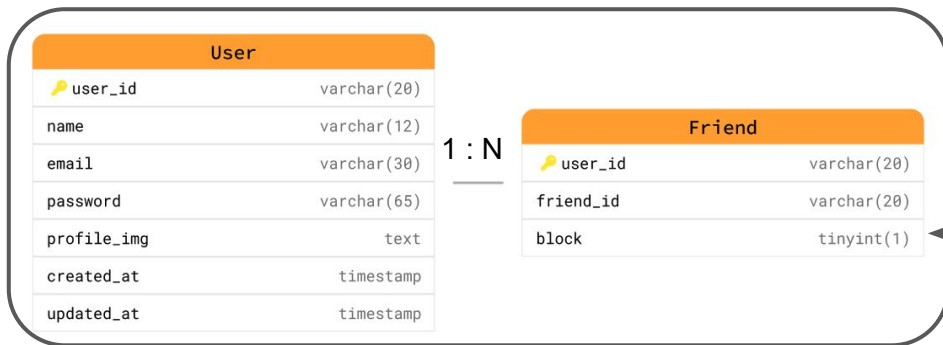 User
user_id varchar(20)
name varchar(12)
email varchar(30)
password varchar(65)
profile_img text
created_at timestamp
updated_at timestamp
1 : N
Friend
user_id varchar(20)
friend_id varchar(20)
block tinyint(1)